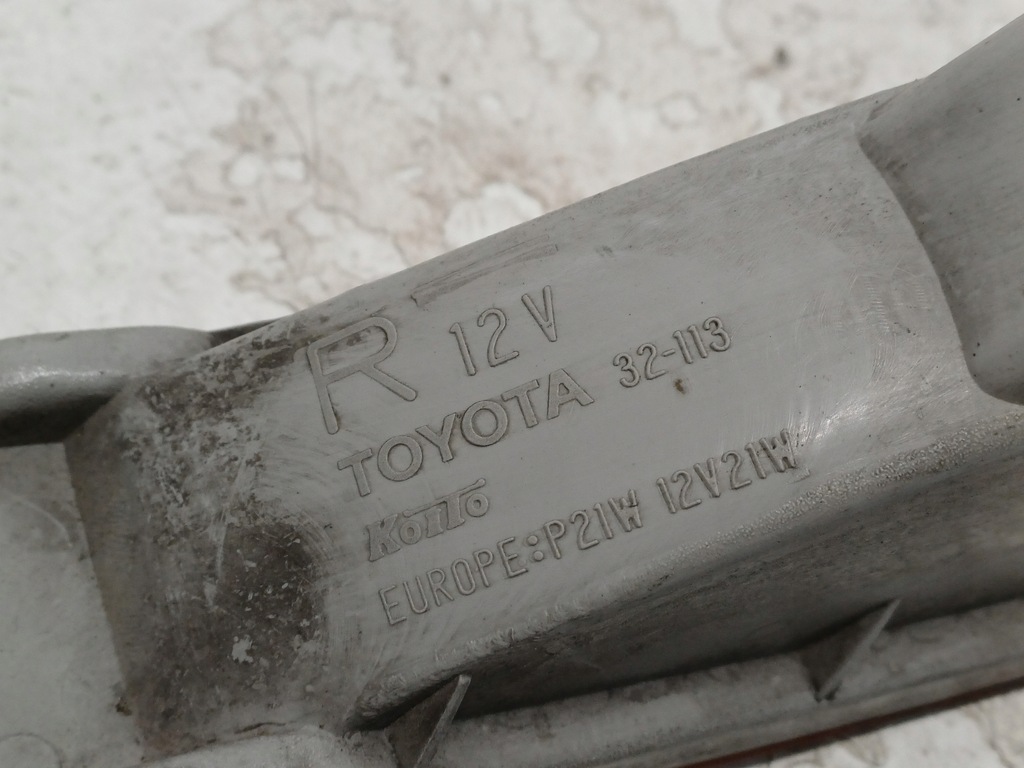 R 12V
TOYOTA 32-113
KOITO
EUROPE:P21W 12V21W